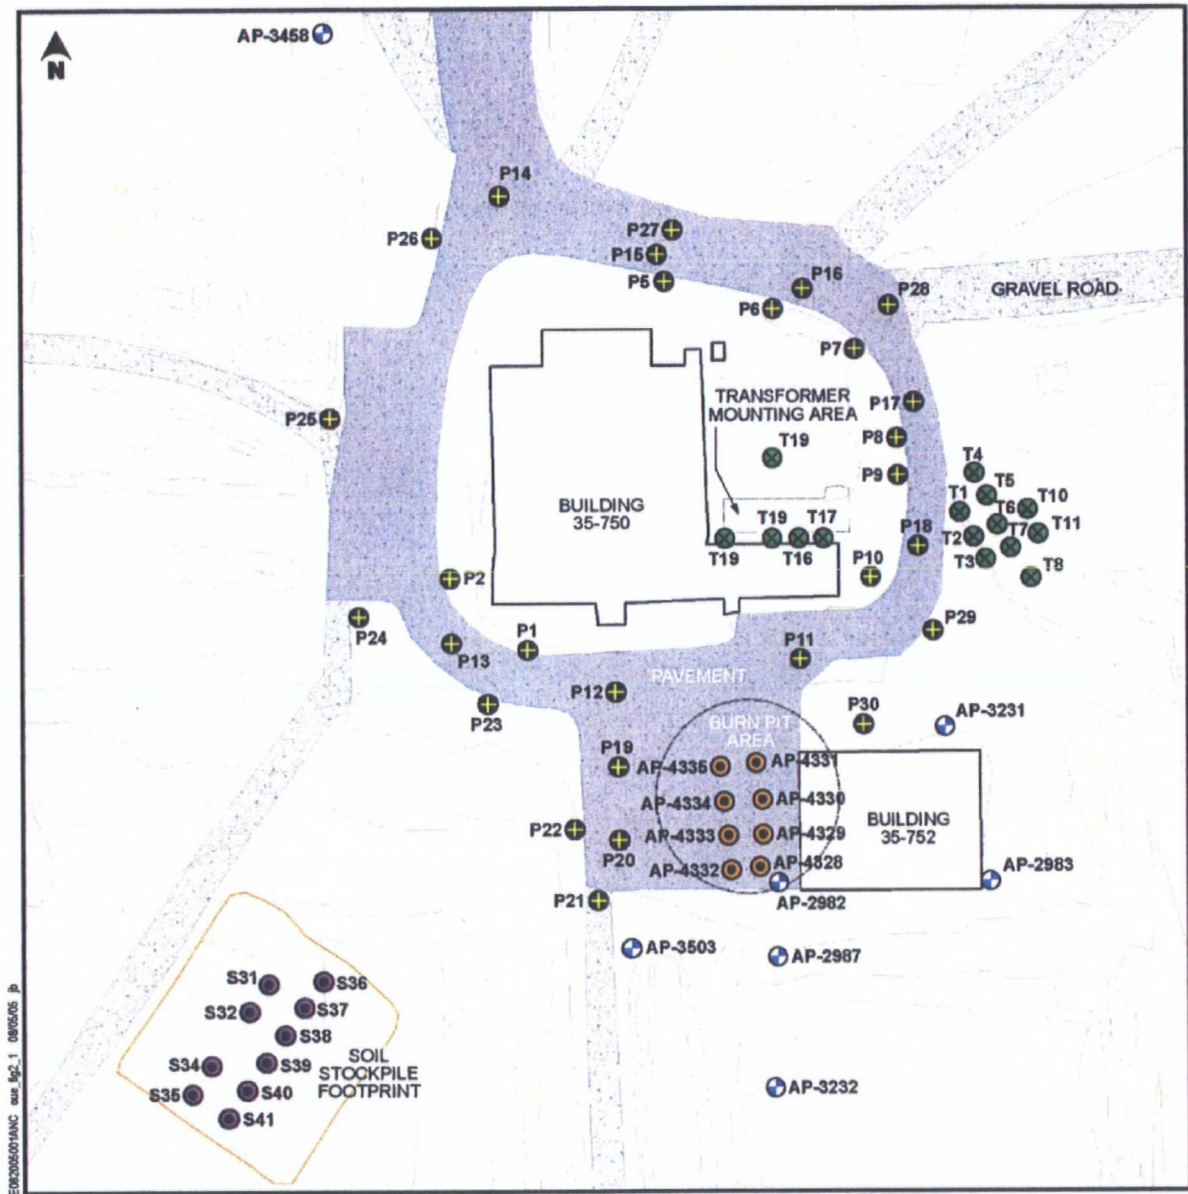 AP-3458
N
P14
P27
P26
P15
P5
P16
P28
GRAVEL ROAD
P6
P7
TRANSFORMER
MOUNTING AREA
P17
P25
P8
T19
T4
P9
T5
T10
T1
T6
BUILDING
35-750
T19
T17
P18
T2
T7
T11
T19
T16
T3
P10
T8
P2
P24
P29
P13
P1
P11
PAVEMENT
P12
P23
BURN PIT
AREA
P30
AP-3231
P19
AP-4335
AP-4331
AP-4334
AP-4330
BUILDING
35-752
P22
AP-4333
AP-4329
P20
AP-4332
AP-4328
AP-2983
P21
AP-2982
AP-3503
AP-2987
S31
S36
S32
S37
S38
SOIL
STOCKPILE
FOOTPRINT
S34
S39
S35
S40
AP-3232
S41